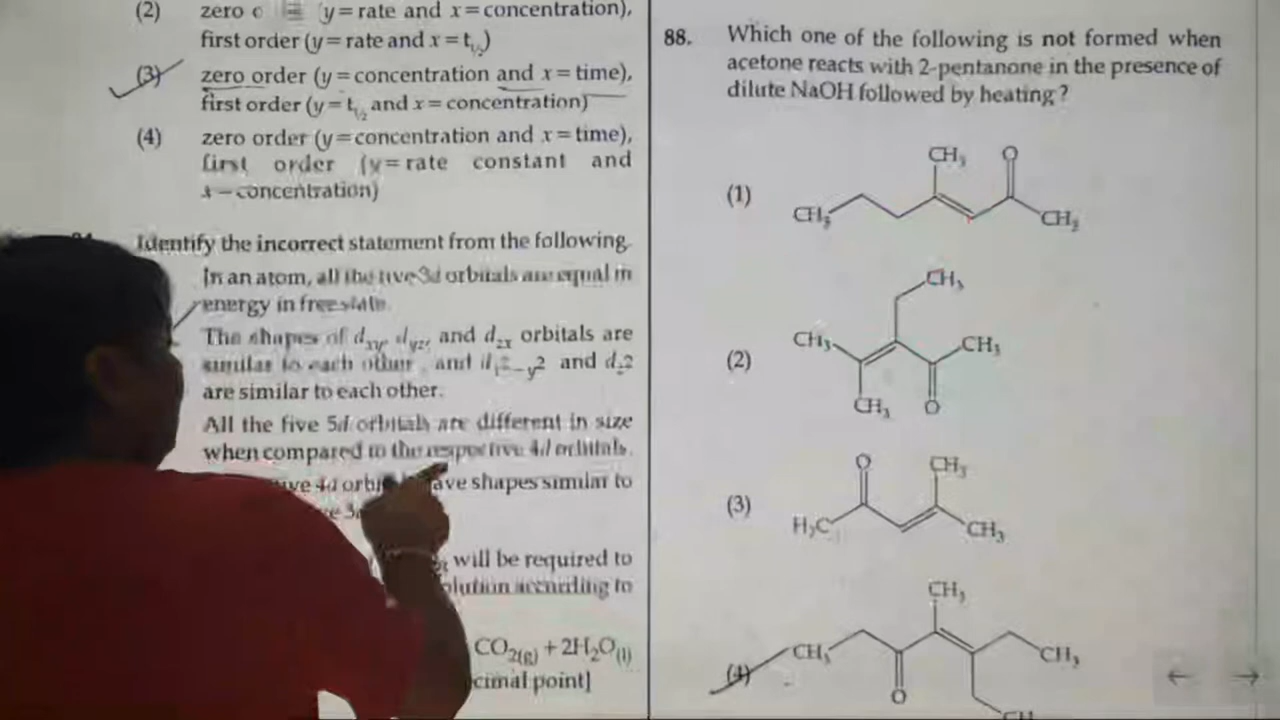 (2) zero (y = rate and x = concentration),
first order (y = rate and x = t1/2)
(3) zero order (y = concentration and x = time),
first order (y = t1/2 and x = concentration)
(4) zero order (y = concentration and x = time),
first order (y = rate constant and
x = concentration)
Identify the incorrect statement from the following.
In an atom, all the five 3d orbitals are equal in
energy in free state.
The shapes of dxy, dyz, and dzx orbitals are
similar to each other, and dx²−y² and dz²
are similar to each other.
All the five 5d orbitals are different in size
when compared to the respective 4d orbitals.
4d shapes similar to
will be required to
according to
CO2(g) + 2H2O(l)
point]
88. Which one of the following is not formed when
acetone reacts with 2-pentanone in the presence of
dilute NaOH followed by heating ?
CH3 O
(1)
CH3 CH3
CH3
CH3 CH3
(2)
CH3 O
O CH3
(3)
H3C CH3
CH3
(4) CH3 CH3
O
CH